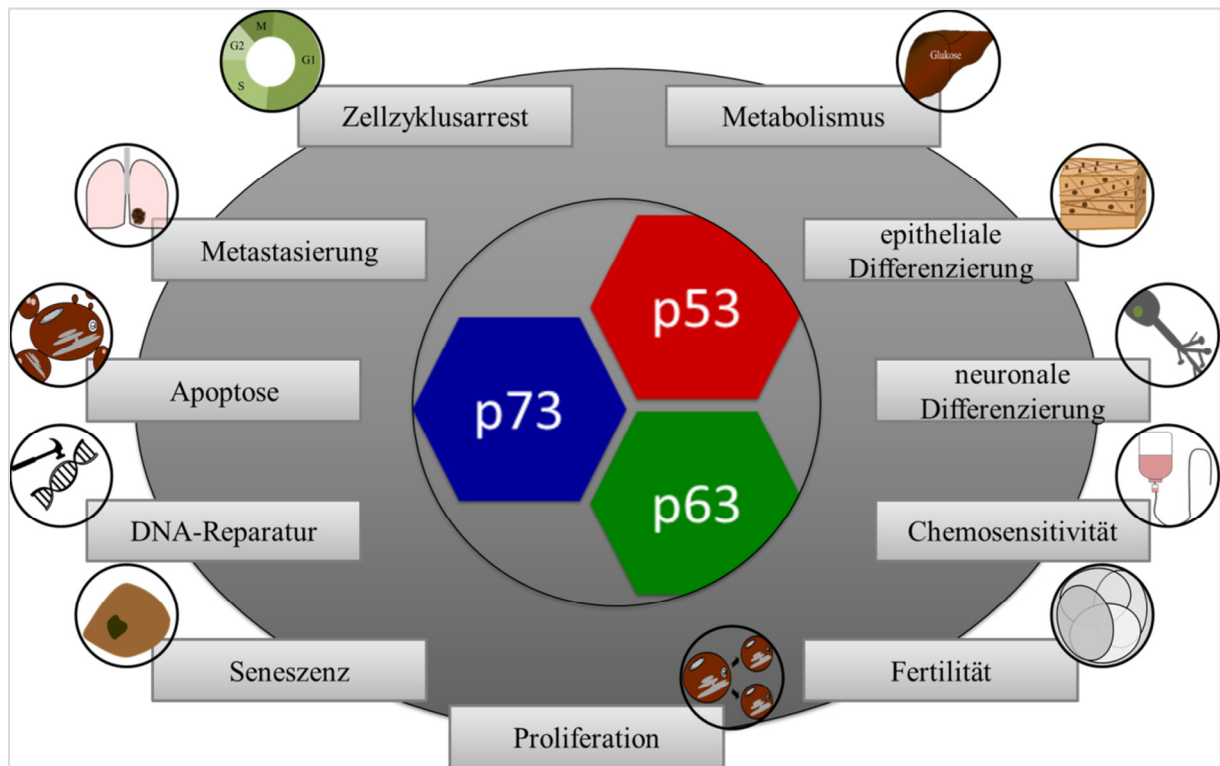 M
G2
G1
S
Glukose
Zellzyklusarrest
Metabolismus
Metastasierung
epitheliale
Differenzierung
p53
Apoptose
p73
neuronale
Differenzierung
DNA-Reparatur
p63
Chemosensitivität
Seneszenz
Fertilität
Proliferation